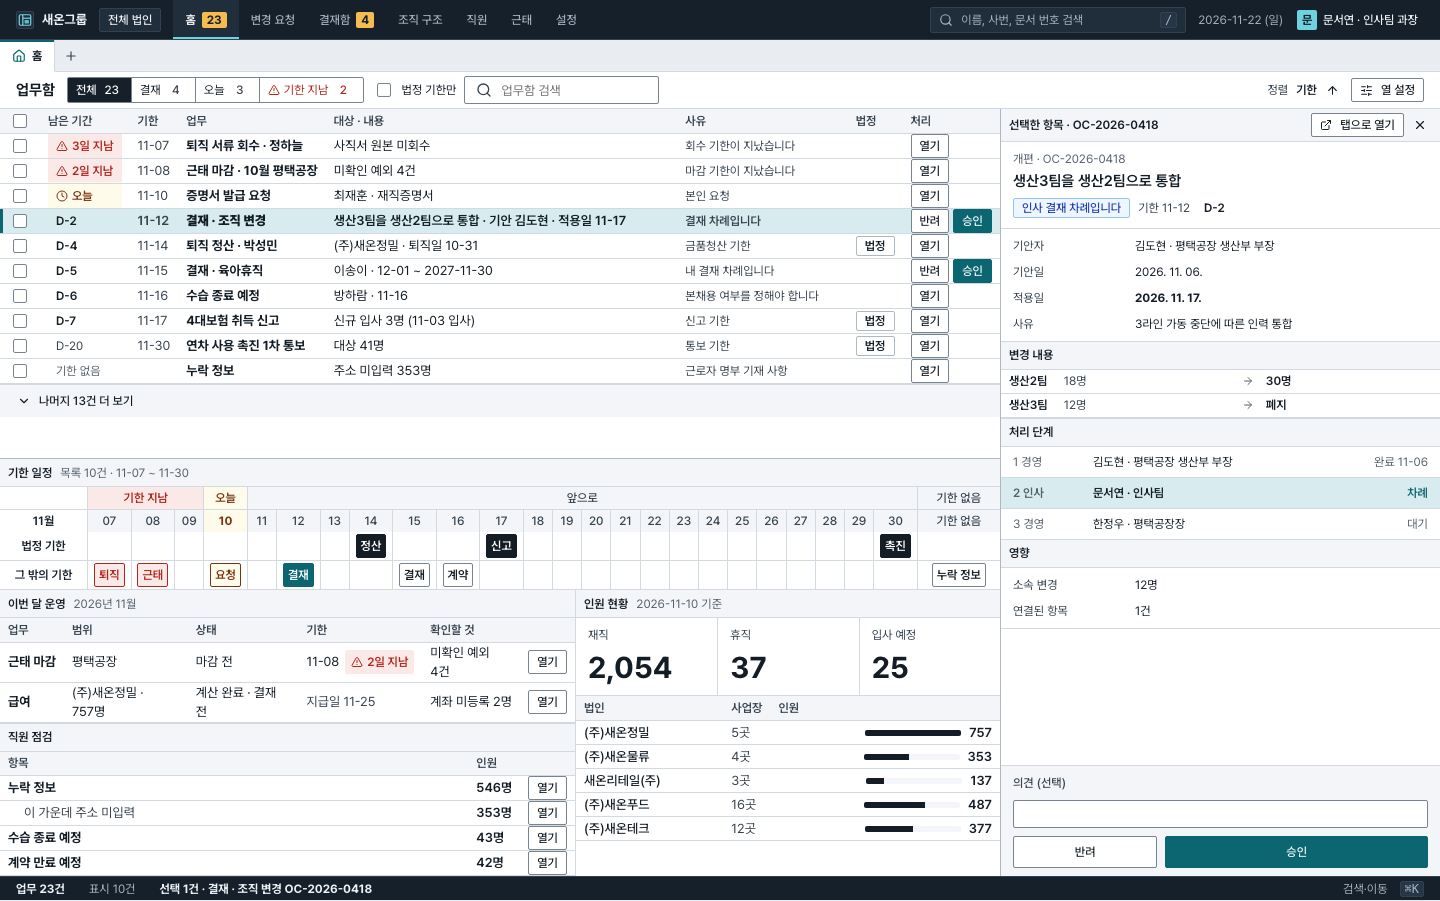 새온그룹 전체 법인 홈 23 변경 요청 결재함 4 조직 구조 직원 근태 설정 이름, 사번, 문서 번호 검색 / 2026-11-22 (일) 문 문서연 · 인사팀 과장
홈
업무함 전체 23 결재 4 오늘 3 기한 지남 2 법정 기한만 업무함 검색 정렬 기한 열 설정
남은 기간 기한 업무 대상 · 내용 사유 법정 처리
3일 지남 11-07 퇴직 서류 회수 · 정하늘 사직서 원본 미회수 회수 기한이 지났습니다 열기
2일 지남 11-08 근태 마감 · 10월 평택공장 미확인 예외 4건 마감 기한이 지났습니다 열기
오늘 11-10 증명서 발급 요청 최재훈 · 재직증명서 본인 요청 열기
D-2 11-12 결재 · 조직 변경 생산3팀을 생산2팀으로 통합 · 기안 김도현 · 적용일 11-17 결재 차례입니다 반려 승인
D-4 11-14 퇴직 정산 · 박성민 (주)새온정밀 · 퇴직일 10-31 금품청산 기한 법정 열기
D-5 11-15 결재 · 육아휴직 이송이 · 12-01 ~ 2027-11-30 내 결재 차례입니다 반려 승인
D-6 11-16 수습 종료 예정 방하람 · 11-16 본채용 여부를 정해야 합니다 열기
D-7 11-17 4대보험 취득 신고 신규 입사 3명 (11-03 입사) 신고 기한 법정 열기
D-20 11-30 연차 사용 촉진 1차 통보 대상 41명 통보 기한 법정 열기
기한 없음 누락 정보 주소 미입력 353명 근로자 명부 기재 사항 열기
나머지 13건 더 보기
기한 일정 목록 10건 · 11-07 ~ 11-30
기한 지남 오늘 앞으로 기한 없음
11월 07 08 09 10 11 12 13 14 15 16 17 18 19 20 21 22 23 24 25 26 27 28 29 30 기한 없음
법정 기한 정산 신고 촉진
그 밖의 기한 퇴직 근태 요청 결재 결재 계약 누락 정보
이번 달 운영 2026년 11월
업무 범위 상태 기한 확인할 것
근태 마감 평택공장 마감 전 11-08 2일 지남 미확인 예외 4건 열기
급여 (주)새온정밀 · 757명 계산 완료 · 결재 전 지급일 11-25 계좌 미등록 2명 열기
직원 점검
항목 인원
누락 정보 546명 열기
이 가운데 주소 미입력 353명 열기
수습 종료 예정 43명 열기
계약 만료 예정 42명 열기
인원 현황 2026-11-10 기준
재직 휴직 입사 예정
2,054 37 25
법인 사업장 인원
(주)새온정밀 5곳 757
(주)새온물류 4곳 353
새온리테일(주) 3곳 137
(주)새온푸드 16곳 487
(주)새온테크 12곳 377
선택한 항목 · OC-2026-0418 탭으로 열기
개편 · OC-2026-0418
생산3팀을 생산2팀으로 통합
인사 결재 차례입니다 기한 11-12 D-2
기안자 김도현 · 평택공장 생산부 부장
기안일 2026. 11. 06.
적용일 2026. 11. 17.
사유 3라인 가동 중단에 따른 인력 통합
변경 내용
생산2팀 18명 → 30명
생산3팀 12명 → 폐지
처리 단계
1 경영 김도현 · 평택공장 생산부 부장 완료 11-06
2 인사 문서연 · 인사팀 차례
3 경영 한정우 · 평택공장장 대기
영향
소속 변경 12명
연결된 항목 1건
의견 (선택)
반려 승인
업무 23건 표시 10건 선택 1건 · 결재 · 조직 변경 OC-2026-0418 검색·이동 ⌘K